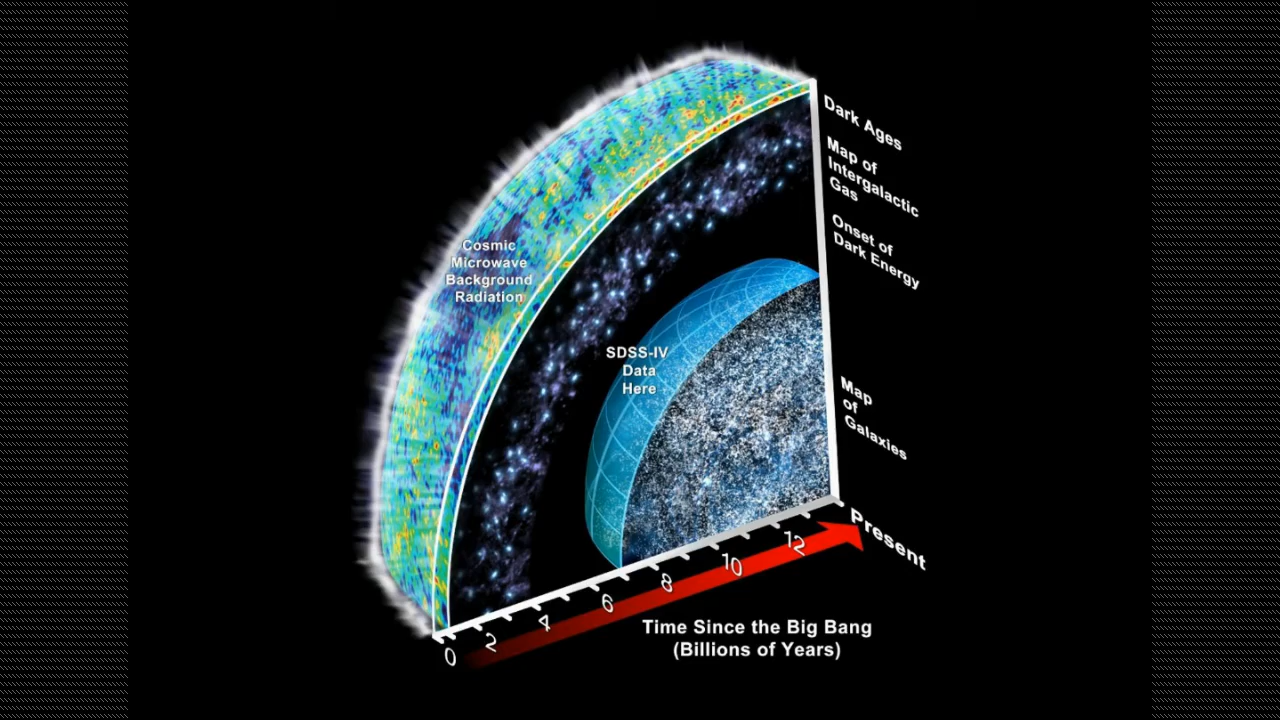 Dark Ages
Map of
Intergalactic
Gas
Onset of
Dark Energy
Cosmic
Microwave
Background
Radiation
SDSS-IV
Data
Here
Map
of
Galaxies
Present
0 2 4 6 8 10 12
Time Since the Big Bang
(Billions of Years)